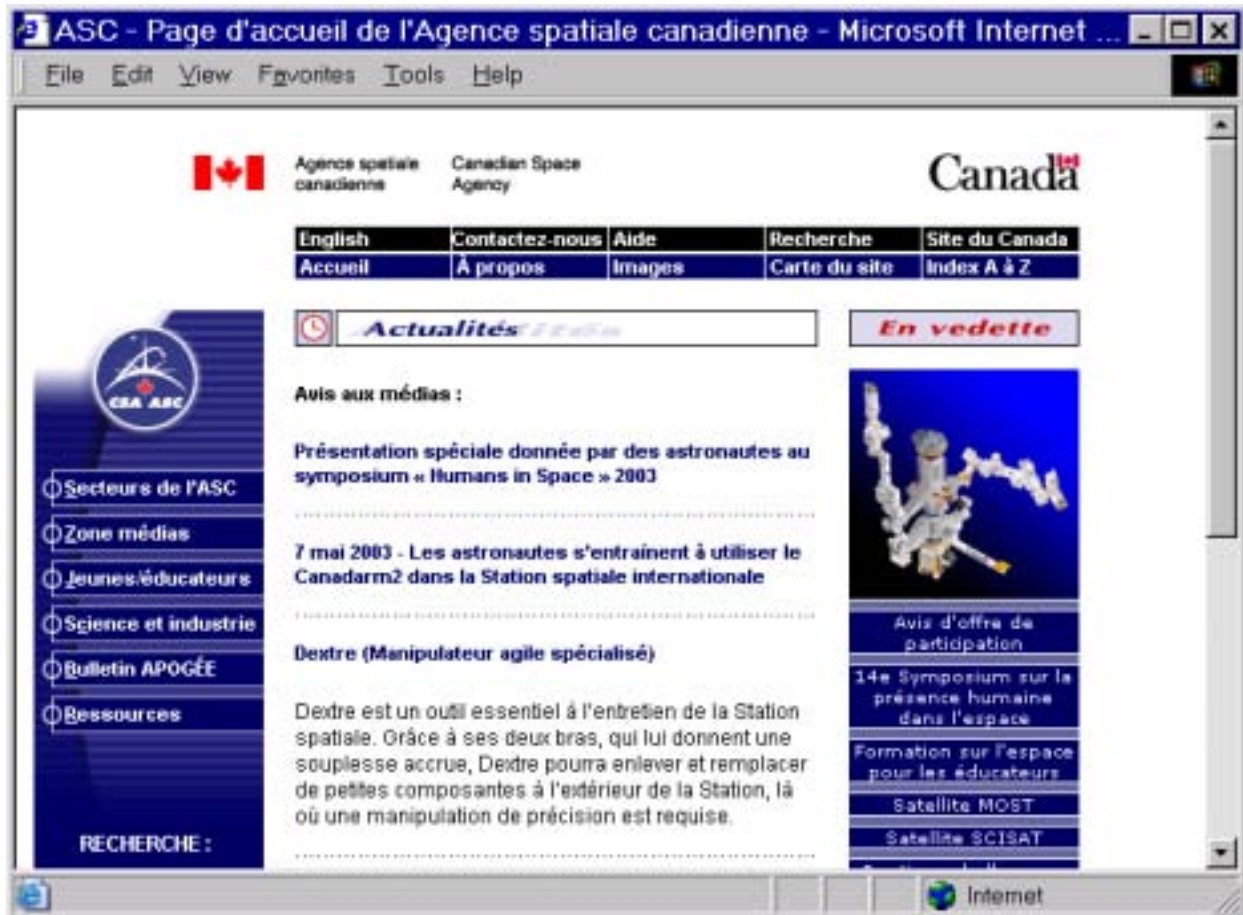 ASC - Page d'accueil de l'Agence spatiale canadienne - Microsoft Internet ...
File Edit View Favorites Tools Help
Agence spatiale
canadienne
Canadian Space
Agency
Canada
English Contactez-nous Aide Recherche Site du Canada
Accueil À propos Images Carte du site Index A à Z
CSA ASC
Secteurs de l'ASC
Zone médias
Jeunes/éducateurs
Science et industrie
Bulletin APOGÉE
Ressources
RECHERCHE :
Actualités
Avis aux médias :
Présentation spéciale donnée par des astronautes au
symposium « Humans in Space » 2003
7 mai 2003 - Les astronautes s'entraînent à utiliser le
Canadarm2 dans la Station spatiale internationale
Dextre (Manipulateur agile spécialisé)
Dextre est un outil essentiel à l'entretien de la Station
spatiale. Grâce à ses deux bras, qui lui donnent une
souplesse accrue, Dextre pourra enlever et remplacer
de petites composantes à l'extérieur de la Station, là
où une manipulation de précision est requise.
En vedette
Avis d'offre de
participation
14e Symposium sur la
présence humaine
dans l'espace
Formation sur l'espace
pour les éducateurs
Satellite MOST
Satellite SCISAT
Internet